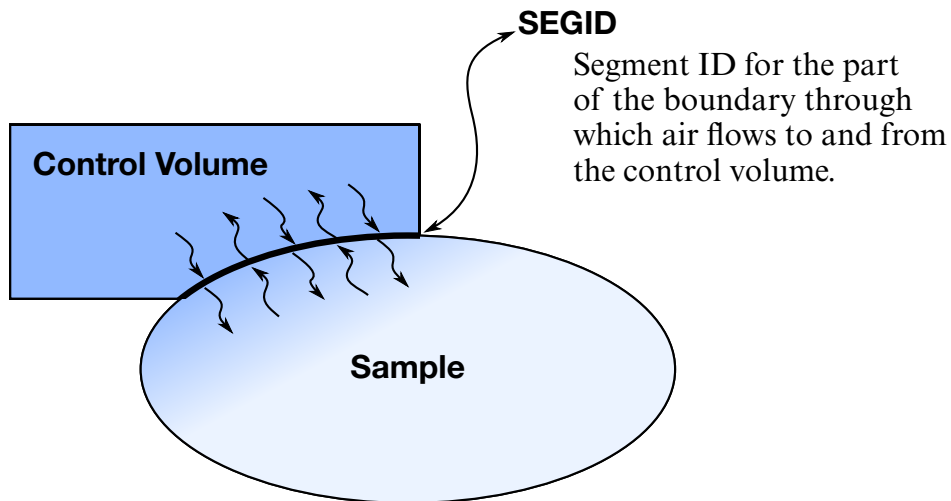 SEGID
Segment ID for the part
of the boundary through
which air flows to and from
the control volume.
Control Volume
Sample